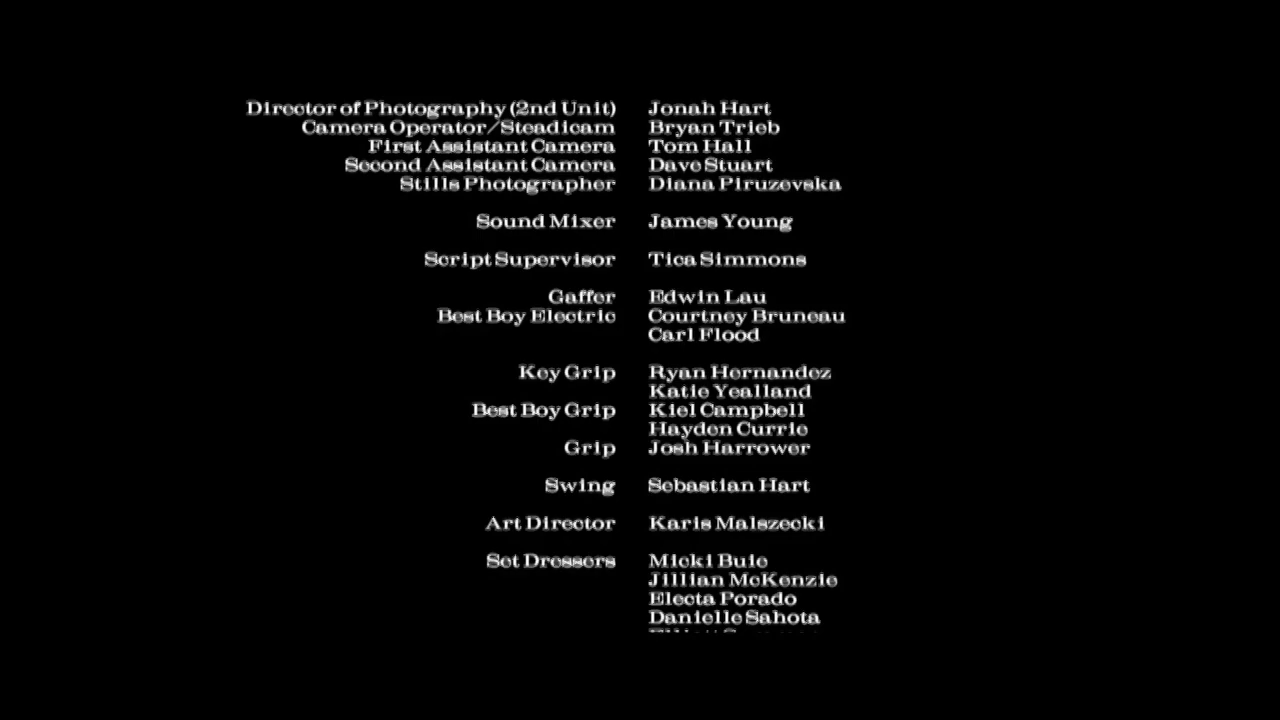 Director of Photography (2nd Unit) Jonah Hart
Camera Operator/Steadicam Bryan Trieb
First Assistant Camera Tom Hall
Second Assistant Camera Dave Stuart
Stills Photographer Diana Piruzevska
Sound Mixer James Young
Script Supervisor Tica Simmons
Gaffer Edwin Lau
Best Boy Electric Courtney Bruneau
Carl Flood
Key Grip Ryan Hernandez
Katie Yealland
Best Boy Grip Kiel Campbell
Hayden Currie
Grip Josh Harrower
Swing Sebastian Hart
Art Director Karis Malszecki
Set Dressers Micki Buie
Jillian McKenzie
Electa Porado
Danielle Sahota